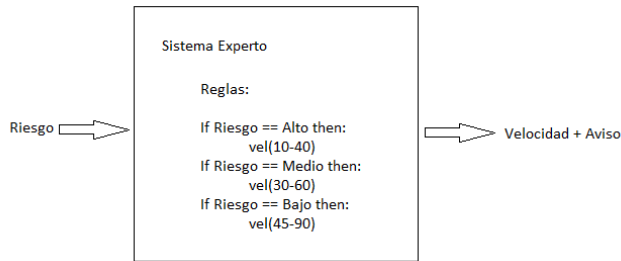 Sistema Experto
Reglas:
Riesgo
If Riesgo == Alto then:
vel(10-40)
If Riesgo == Medio then:
vel(30-60)
If Riesgo == Bajo then:
vel(45-90)
Velocidad + Aviso